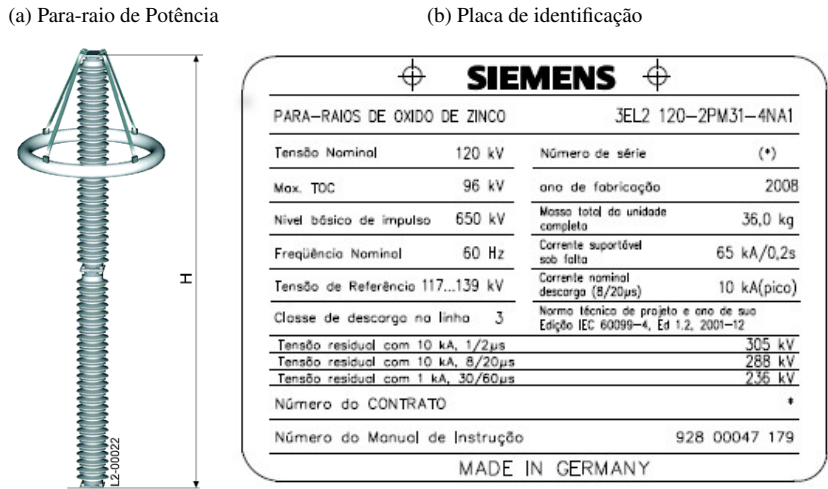 (a) Para-raio de Potência
(b) Placa de identificação
H
L2-00022
SIEMENS
PARA-RAIOS DE OXIDO DE ZINCO 3EL2 120-2PM31-4NA1
Tensão Nominal 120 kV
Número de série (*)
Max. TOC 96 kV
ano de fabricação 2008
Nivel básico de impulso 650 kV
Massa total da unidade
completa 36,0 kg
Freqüência Nominal 60 Hz
Corrente suportável
sob falta 65 kA/0,2s
Tensão de Referência 117...139 kV
Corrente nominal
descarga (8/20µs) 10 kA(pico)
Classe de descarga na linha 3
Norma técnica de projeto e ano de sua
Edição IEC 60099-4, Ed 1.2, 2001-12
Tensão residual com 10 kA, 1/2µs 305 kV
Tensão residual com 10 kA, 8/20µs 288 kV
Tensão residual com 1 kA, 30/60µs 236 kV
Número do CONTRATO *
Número do Manual de Instrução 928 00047 179
MADE IN GERMANY